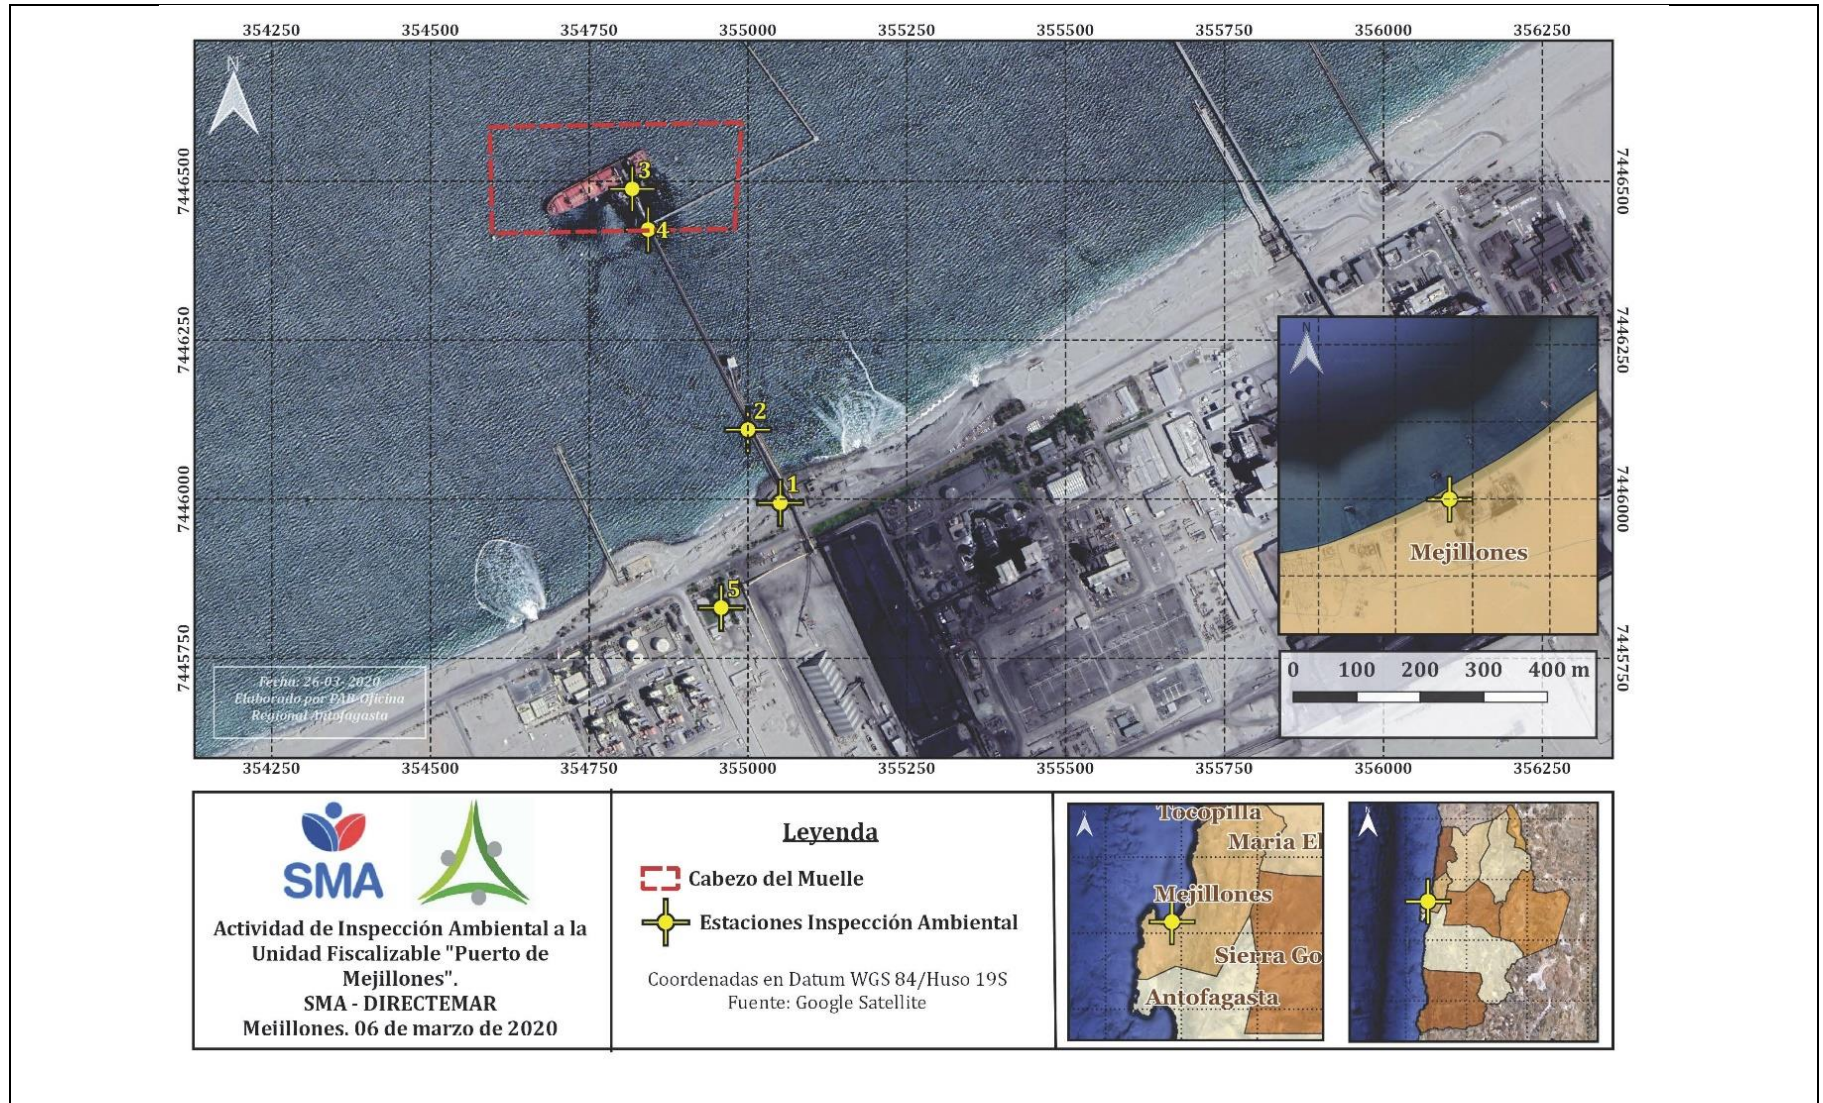 354250 354500 354750 355000 355250 355500 355750 356000 356250
N
7446500
7446250
7446000
7445750
3
4
2
1
5
7446500
7446250
7446000
7445750
N
Mejillones
0 100 200 300 400 m
Fecha: 26-03- 2020
Elaborado por PAB-Oficina
Regional Antofagasta
354250 354500 354750 355000 355250 355500 355750 356000 356250
SMA
Actividad de Inspección Ambiental a la
Unidad Fiscalizable "Puerto de
Mejillones".
SMA - DIRECTEMAR
Mejillones. 06 de marzo de 2020
Leyenda
Cabezo del Muelle
Estaciones Inspección Ambiental
Coordenadas en Datum WGS 84/Huso 19S
Fuente: Google Satellite
Tocopilla
Maria El
Mejillones
Sierra Go
Antofagasta